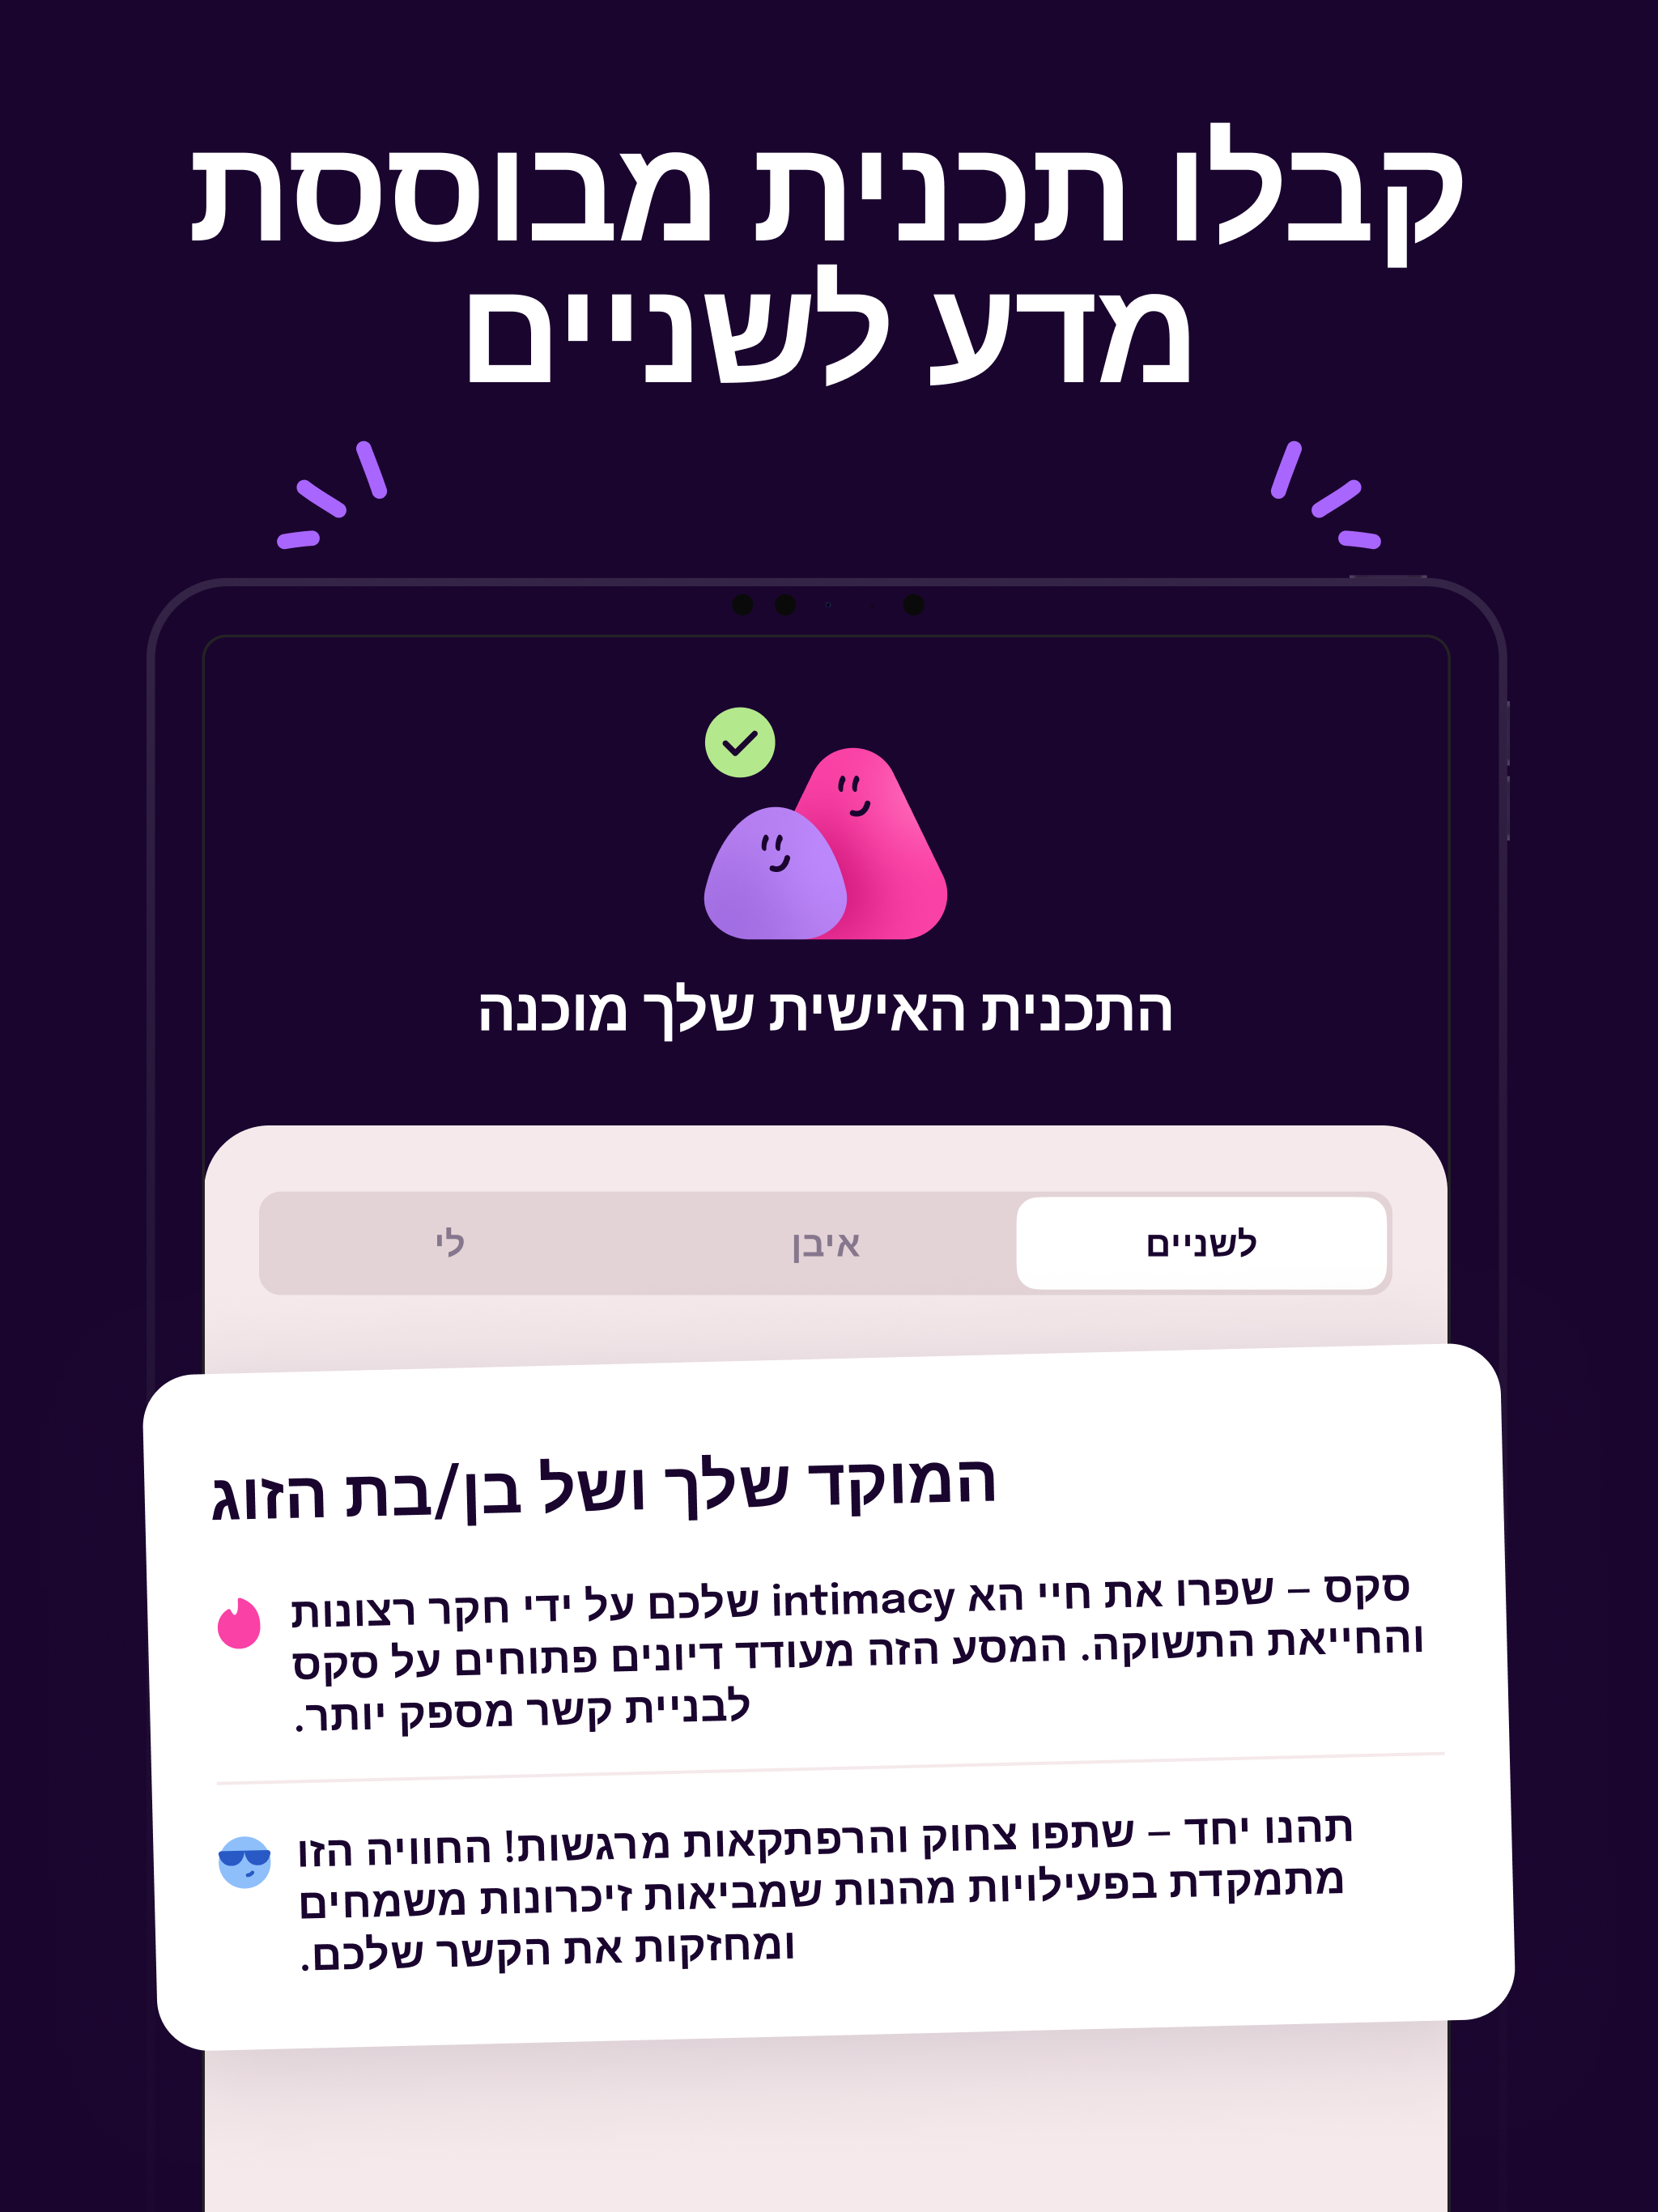 קבלו תכנית מבוססת
מדע לשניים
התכנית האישית שלך מוכנה
לשניים
איבן
לי
המוקד שלך ושל בן/בת הזוג
סקס – שפרו את חיי הא intimacy שלכם על ידי חקר רצונות
והחייאת התשוקה. המסע הזה מעודד דיונים פתוחים על סקס
לבניית קשר מספק יותר.
תהנו יחד – שתפו צחוק והרפתקאות מרגשות! החוויה הזו
מתמקדת בפעילויות מהנות שמביאות זיכרונות משמחים
ומחזקות את הקשר שלכם.